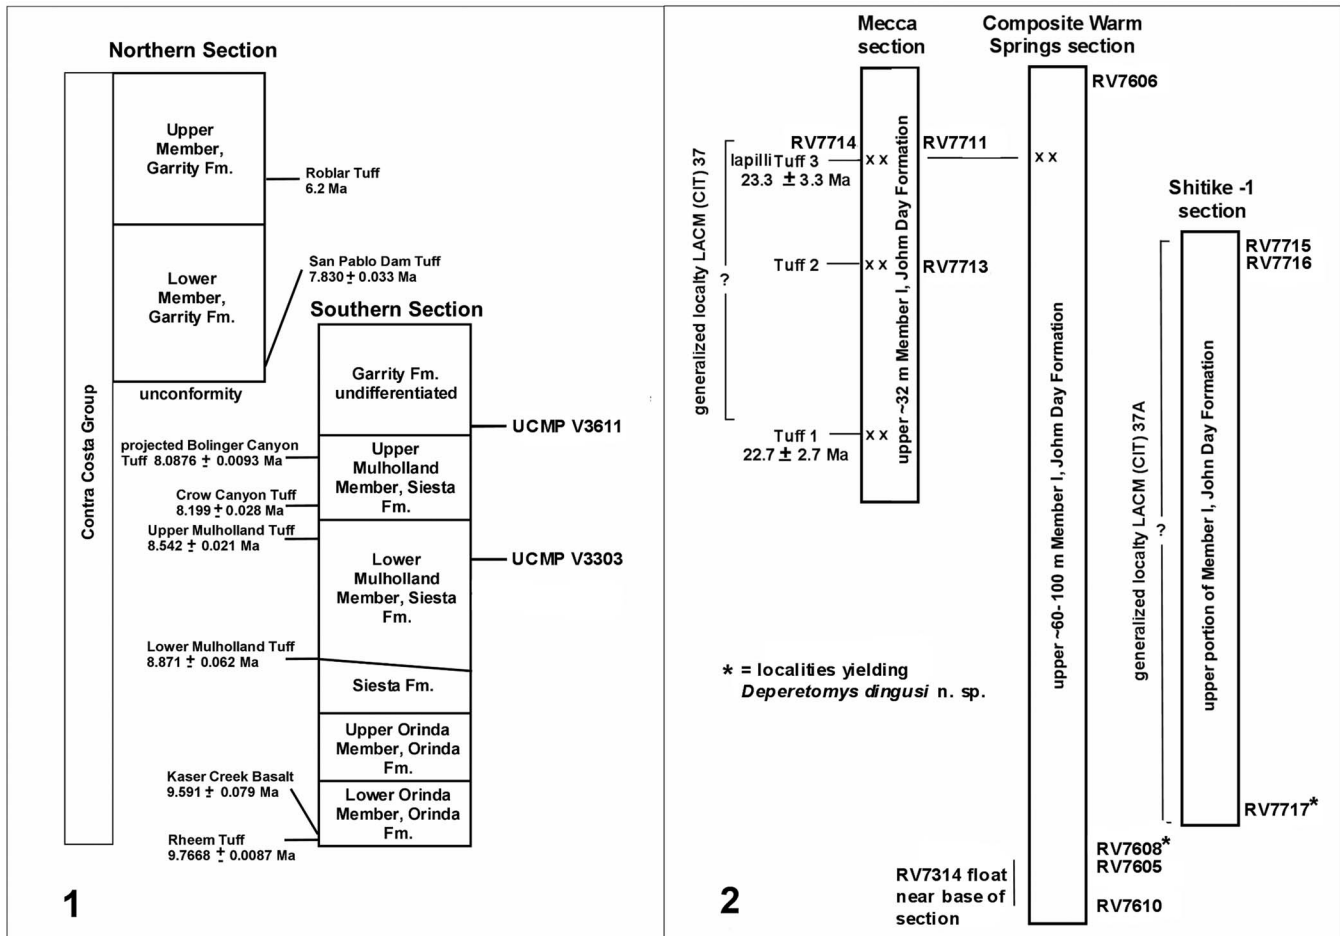 Northern Section
Contra Costa Group
Upper
Member,
Garrity Fm.
Roblar Tuff
6.2 Ma
Lower
Member,
Garrity Fm.
San Pablo Dam Tuff
7.830 ± 0.033 Ma
unconformity
Southern Section
Garrity Fm.
undifferentiated
UCMP V3611
projected Bolinger Canyon
Tuff 8.0876 ± 0.0093 Ma
Upper
Mulholland
Member, Siesta
Fm.
Crow Canyon Tuff
8.199 ± 0.028 Ma
Upper Mulholland Tuff
8.542 ± 0.021 Ma
Lower
Mulholland
Member, Siesta
Fm.
UCMP V3303
Lower Mulholland Tuff
8.871 ± 0.062 Ma
Siesta Fm.
Upper Orinda
Member, Orinda
Fm.
Kaser Creek Basalt
9.591 ± 0.079 Ma
Lower Orinda
Member, Orinda
Fm.
Rheem Tuff
9.7668 ± 0.0087 Ma
1
Mecca
section
generalized localty LACM (CIT) 37
?
RV7714
lapilli Tuff 3
23.3 ± 3.3 Ma
x x
RV7711
Tuff 2
x x
RV7713
Tuff 1
22.7 ± 2.7 Ma
x x
upper ~32 m Member I, Johm Day Formation
Composite Warm
Springs section
RV7606
x x
upper ~60-100 m Member I, Johm Day Formation
Shitike -1
section
generalized localty LACM (CIT) 37A
?
RV7715
RV7716
upper portion of Member I, John Day Formation
RV7717*
* = localities yielding
Deperetomys dingusi n. sp.
RV7608*
RV7605
RV7314 float
near base of
section
RV7610
2